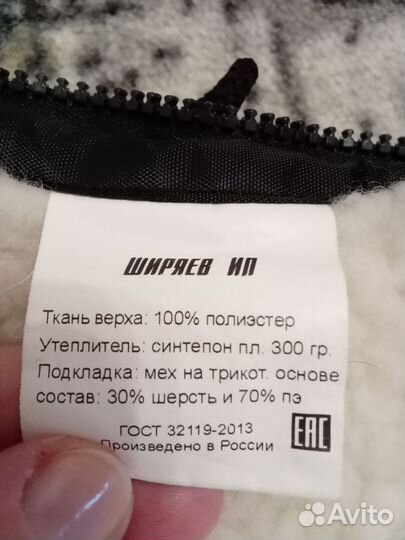 ШИРЯЕВ ИП
Ткань верха: 100% полиэстер
Утеплитель: синтепон пл. 300 гр.
Подкладка: мех на трикот. основе
состав: 30% шерсть и 70% пэ
ГОСТ 32119-2013
Произведено в России
ЕАС
Avito